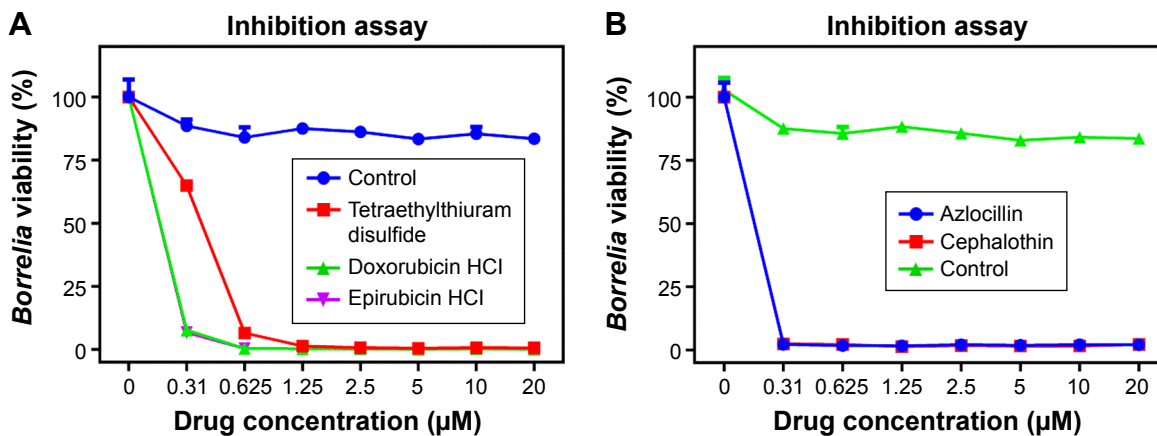 A
Inhibition assay
Borrelia viability (%)
100
75
50
25
0
Control
Tetraethylthiuram
disulfide
Doxorubicin HCl
Epirubicin HCl
0 0.31 0.625 1.25 2.5 5 10 20
Drug concentration (µM)
B
Inhibition assay
Borrelia viability (%)
100
75
50
25
0
Azlocillin
Cephalothin
Control
0 0.31 0.625 1.25 2.5 5 10 20
Drug concentration (µM)